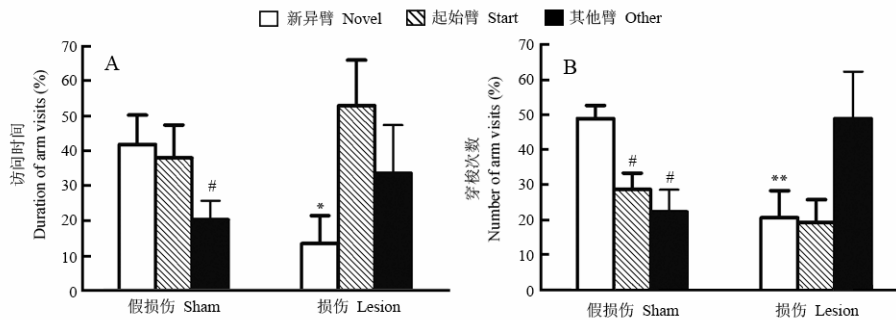 新异臂 Novel 起始臂 Start 其他臂 Other
A
访问时间
Duration of arm visits (%)
70
60
50
40
30
20
10
0
#
*
假损伤 Sham 损伤 Lesion
B
穿梭次数
Number of arm visits (%)
70
60
50
40
30
20
10
0
# #
**
假损伤 Sham 损伤 Lesion